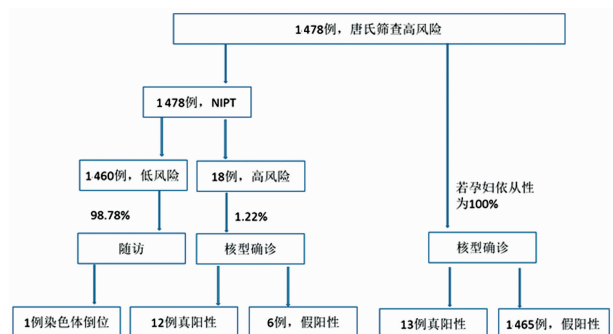 1478例，唐氏筛查高风险
1478例，NIPT
1460例，低风险
18例，高风险
若孕妇依从性
为100%
98.78%
1.22%
随访
核型确诊
核型确诊
1例染色体倒位
12例真阳性
6例，假阳性
13例真阳性
1465例，假阳性